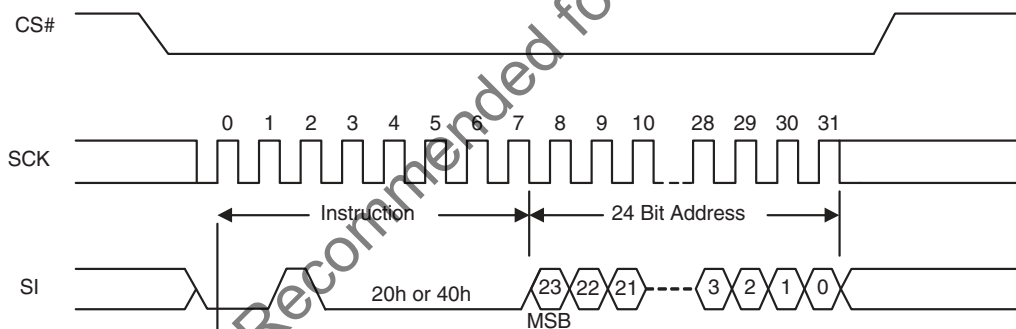 CS#
0 1 2 3 4 5 6 7 8 9 10 28 29 30 31
SCK
Instruction 24 Bit Address
SI 20h or 40h 23 22 21 3 2 1 0
MSB
Recommended fo